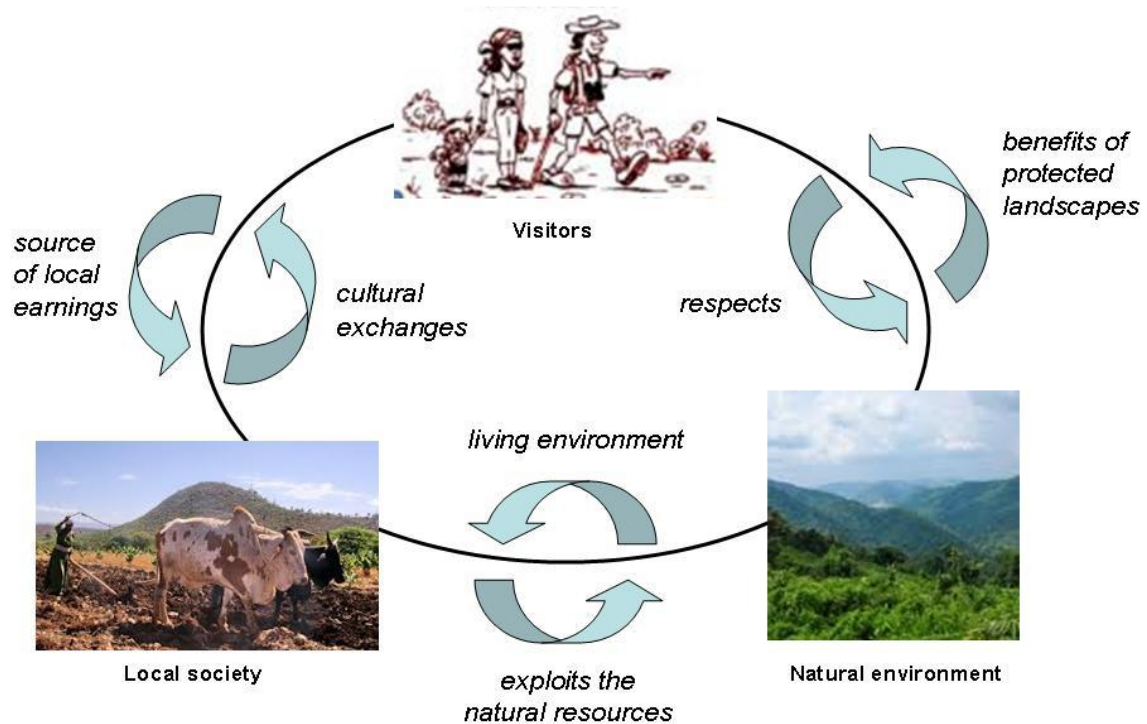 Visitors
benefits of
protected
landscapes
source
of local
earnings
cultural
exchanges
respects
living environment
Local society
exploits the
natural resources
Natural environment